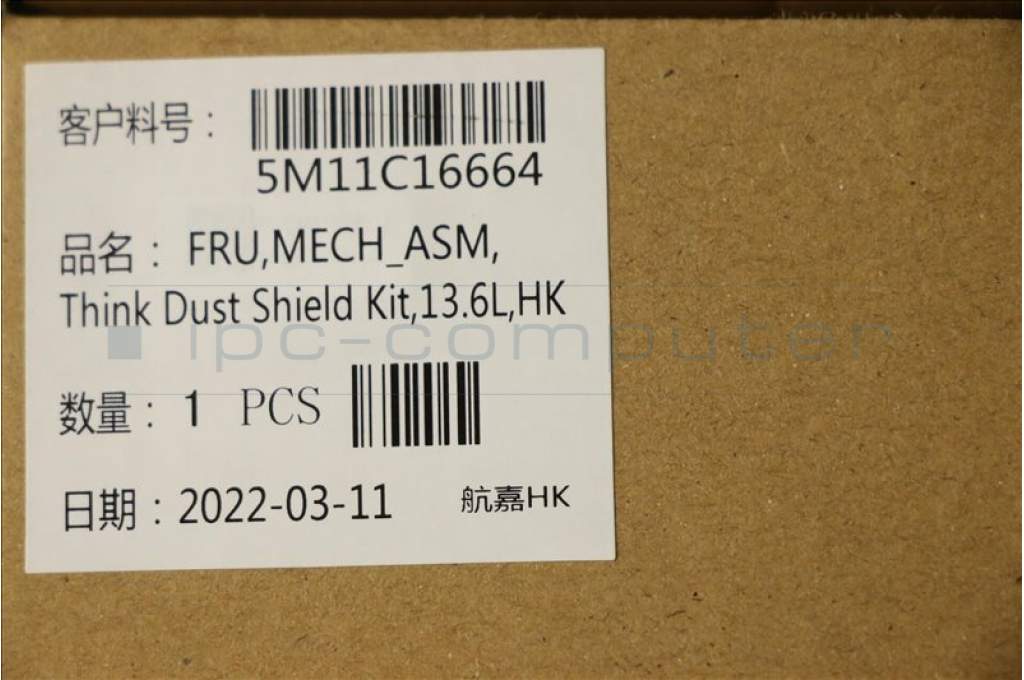 客户料号：
5M11C16664
品名：FRU,MECH_ASM,
Think Dust Shield Kit,13.6L,HK
ipc-computer
数量：1 PCS
日期：2022-03-11 航嘉HK